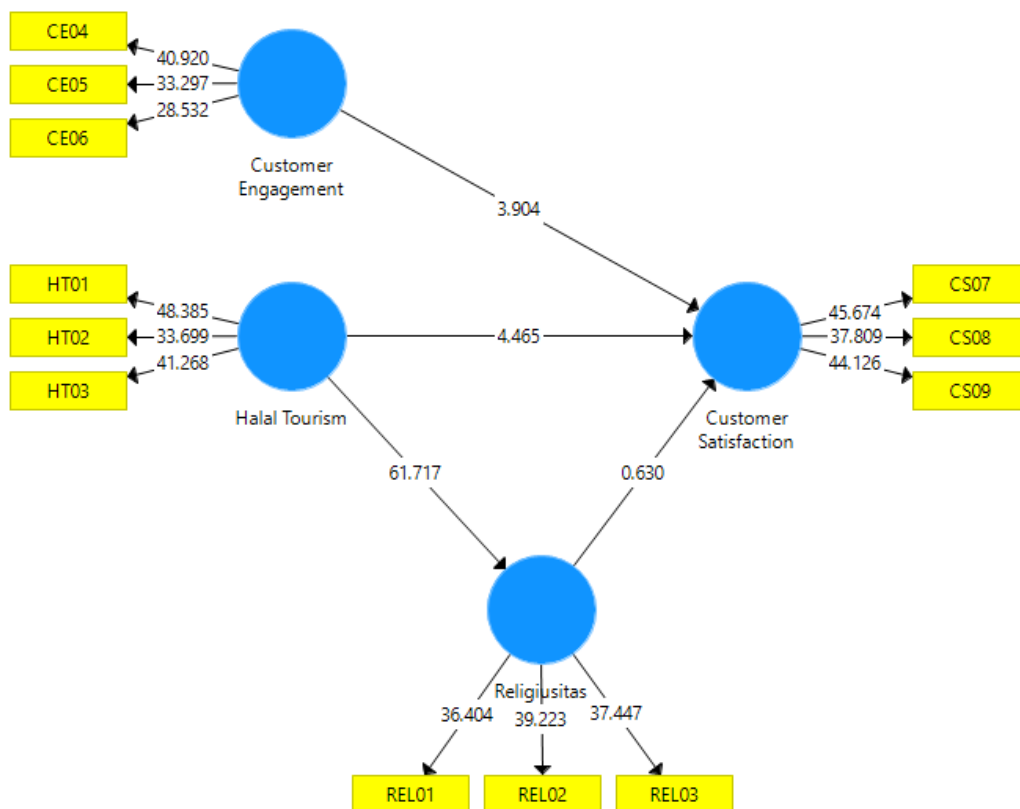 CE04
40.920
CE05
33.297
CE06
28.532
Customer
Engagement
3.904
HT01
48.385
HT02
33.699
HT03
41.268
Halal Tourism
4.465
CS07
45.674
CS08
37.809
CS09
44.126
Customer
Satisfaction
61.717
0.630
Religiusitas
36.404
39.223
37.447
REL01
REL02
REL03